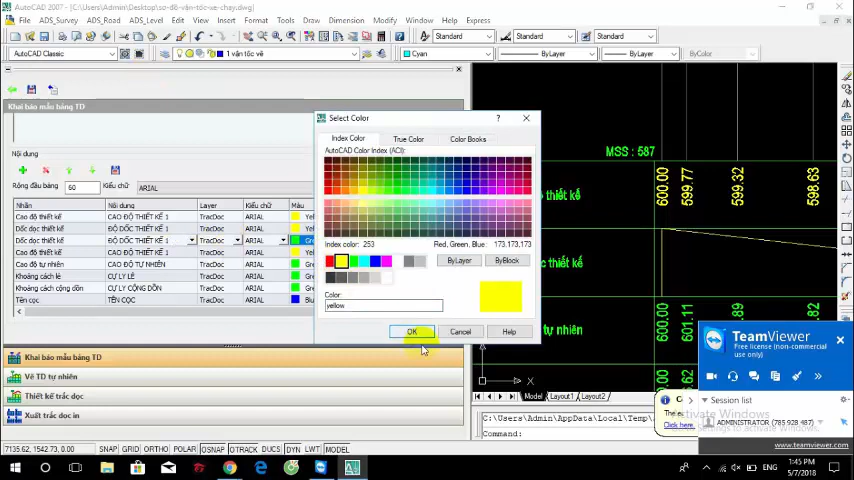 AutoCAD 2007 - [C:\Users\Admin\Desktop\so-dồ-vân-tốc-ve-chay.dwg]
File ADS_Survey ADS_Road ADS_Level Edit View Insert Format Tools Draw Dimension Modify Window Help Express
Standard Standard Standard
AutoCAD Classic 1 vận tốc vẽ Cyan ByLayer ByLayer ByColor
Khai báo mẫu bảng TD
Nội dung
Rộng đầu bảng 60 Kiểu chữ ARIAL
Nhãn Nội dung Layer Kiểu chữ Màu
Cao độ thiết kế CAO ĐỘ THIẾT KẾ 1 TracDoc ARIAL
Dốc dọc thiết kế ĐỘ DỐC THIẾT KẾ 1 TracDoc ARIAL
Dốc dọc thiết kế ĐỘ DỐC THIẾT KẾ 1 TracDoc ARIAL
Cao độ thiết kế CAO ĐỘ THIẾT KẾ 1 TracDoc ARIAL
Cao độ tự nhiên CAO ĐỘ TỰ NHIÊN TracDoc ARIAL
Khoảng cách lẻ CỰ LY LẺ TracDoc ARIAL
Khoảng cách cộng dồn CỰ LY CỘNG DỒN TracDoc ARIAL
Tên cọc TÊN CỌC TracDoc ARIAL
Khai báo mẫu bảng TD
Vẽ TD tự nhiên
Thiết kế trắc dọc
Xuất trắc dọc in
Select Color
Index Color True Color Color Books
AutoCAD Color Index (ACI):
Index color: 253 Red, Green, Blue: 173,173,173
ByLayer ByBlock
Color:
yellow
OK Cancel Help
MSS : 587
thiết kế
600.00 599.77 599.32 598.63
thiết kế
tự nhiên
600.00 601.11
Model Layout1 Layout2
TeamViewer
Free license (non-commercial
use only)
Session list
ADMINISTRATOR (785 928 487)
www.teamviewer.com
Click here
Activate Windows
C:\Users\Admin\AppData\Local\Temp\
Command:
7135.62, 1542.73, 0.00 SNAP GRID ORTHO POLAR OSNAP OTRACK DUCS DYN LWT MODEL
ENG 1:45 PM
5/7/2018